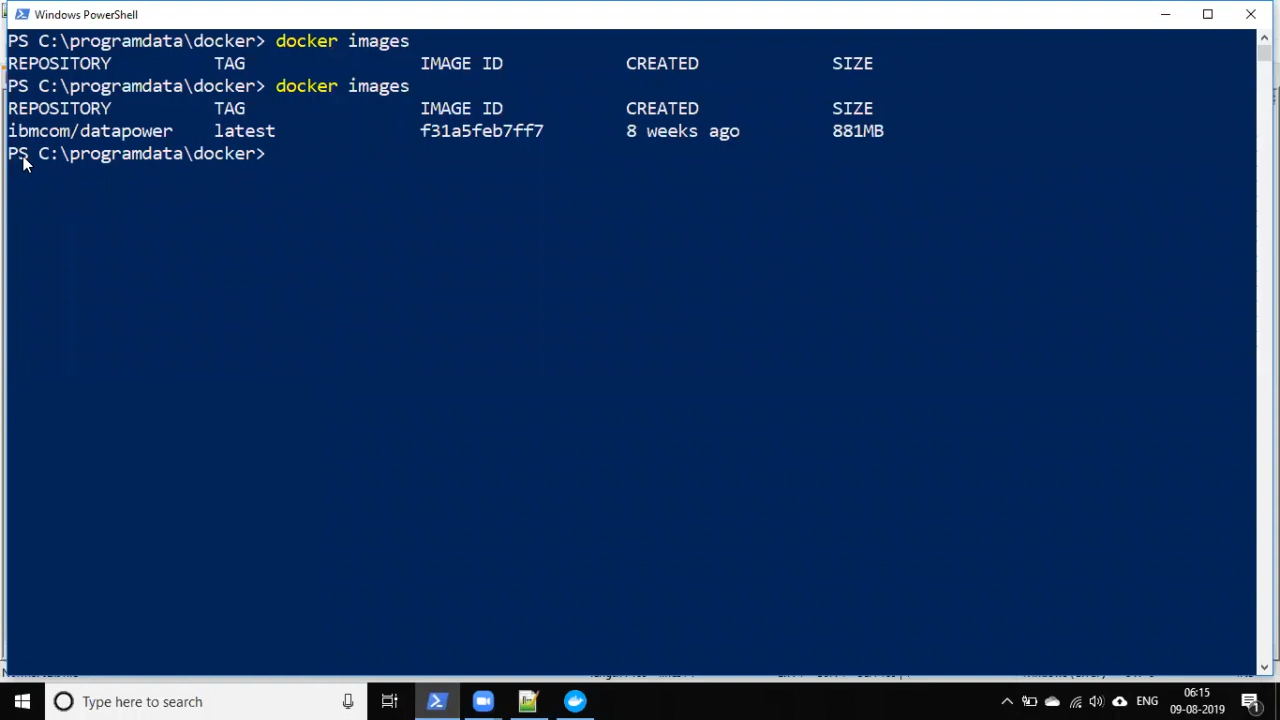 Windows PowerShell
PS C:\programdata\docker> docker images
REPOSITORY TAG IMAGE ID CREATED SIZE
PS C:\programdata\docker> docker images
REPOSITORY TAG IMAGE ID CREATED SIZE
ibmcom/datapower latest f31a5feb7ff7 8 weeks ago 881MB
PS C:\programdata\docker>
Type here to search
ENG
06:15
09-08-2019
1